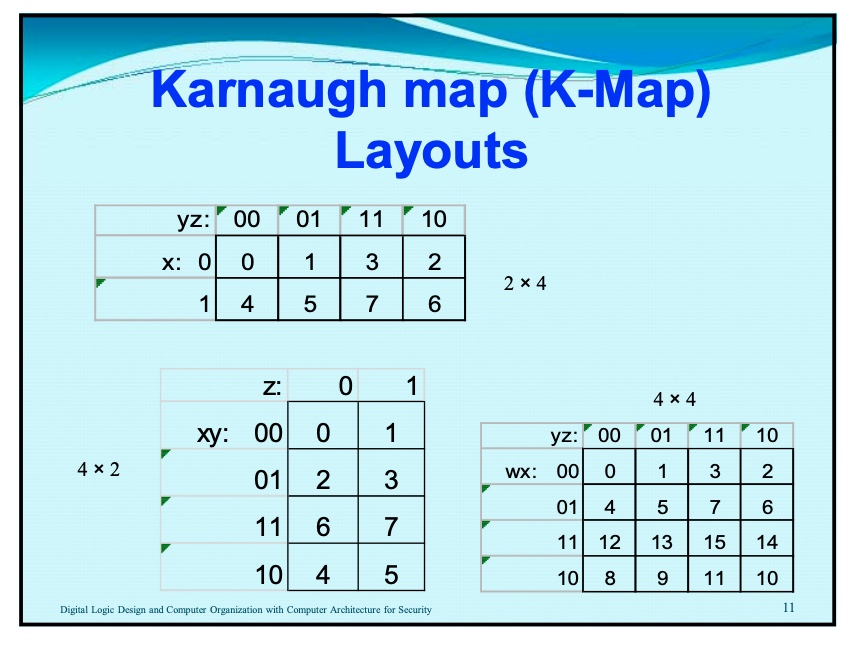 Karnaugh map (K-Map)
Layouts
yz: 00 01 11 10
x: 0 0 1 3 2
1 4 5 7 6
2 × 4
z: 0 1
xy: 00 0 1
01 2 3
11 6 7
10 4 5
4 × 2
4 × 4
yz: 00 01 11 10
wx: 00 0 1 3 2
01 4 5 7 6
11 12 13 15 14
10 8 9 11 10
Digital Logic Design and Computer Organization with Computer Architecture for Security
11